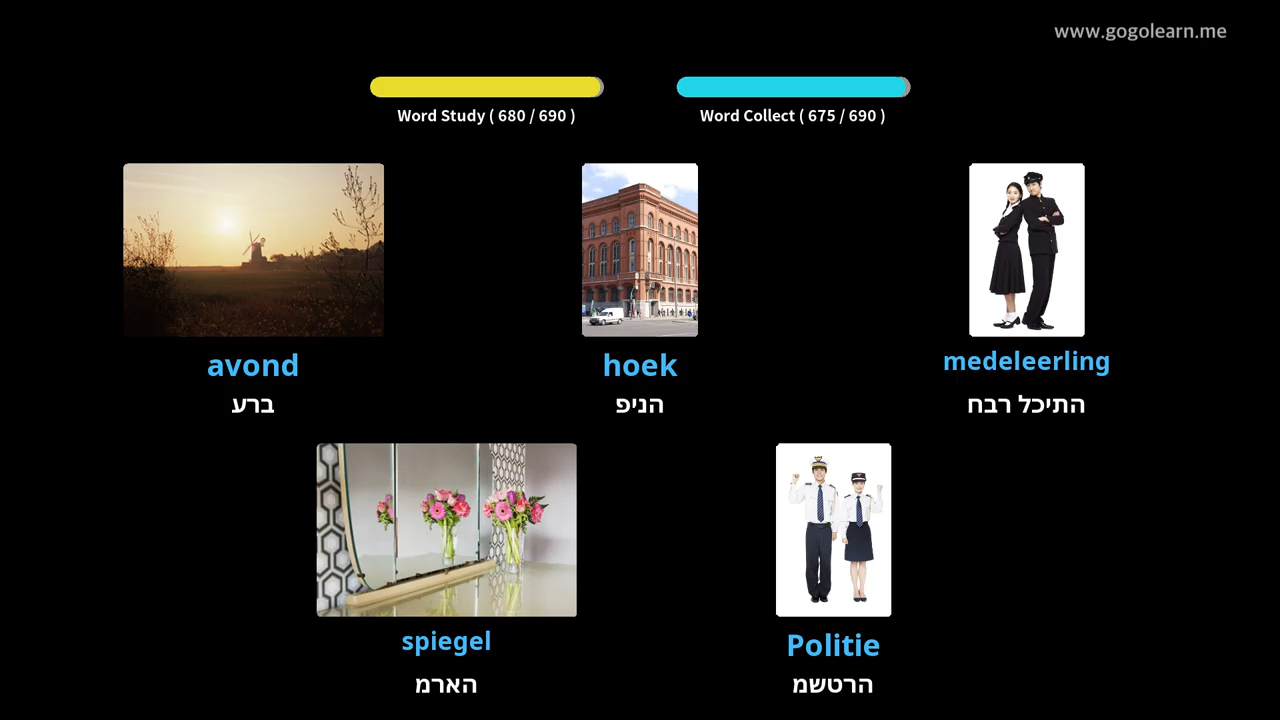 www.gogolearn.me
Word Study ( 680 / 690 )
Word Collect ( 675 / 690 )
avond
ברע
hoek
הניפ
medeleerling
התיכל רבח
spiegel
הארמ
Politie
הרטשמ